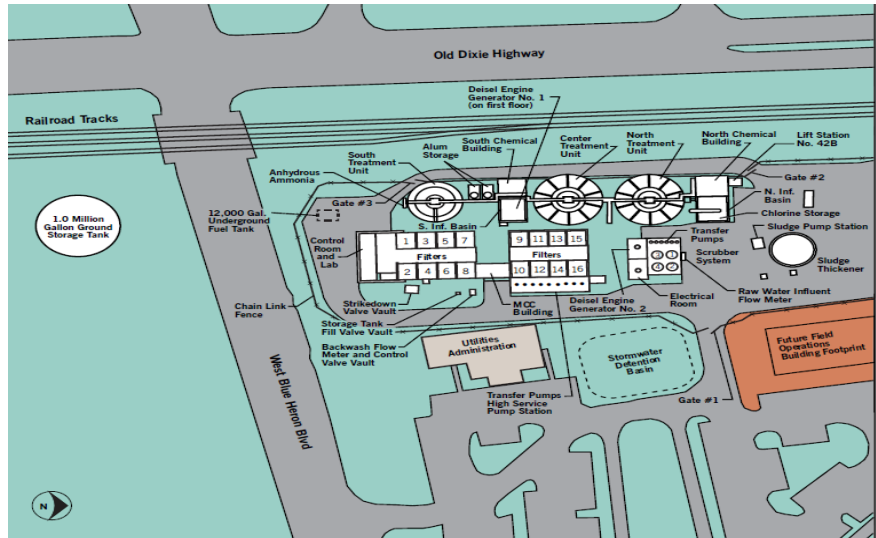 Old Dixie Highway
Railroad Tracks
Deisel Engine
Generator No. 1
(on first floor)
South Chemical
Building
Alum
Storage
South
Treatment
Unit
Center
Treatment
Unit
North
Treatment
Unit
North Chemical
Building
Lift Station
No. 42B
Anhydrous
Ammonia
Gate #3
Gate #2
N. Inf.
Basin
Chlorine Storage
12,000 Gal.
Underground
Fuel Tank
1.0 Million
Gallon Ground
Storage Tank
S. Inf. Basin
Control
Room
and
Lab
1 3 5 7
Filters
2 4 6 8
9 11 13 15
Filters
10 12 14 16
Transfer
Pumps
Scrubber
System
3 1
4 2
Sludge Pump Station
Sludge
Thickener
Raw Water Influent
Flow Meter
Electrical
Room
Deisel Engine
Generator No. 2
MCC
Building
Strikedown
Valve Vault
Chain Link
Fence
Storage Tank
Fill Valve Vault
Backwash Flow
Meter and Control
Valve Vault
Utilities
Administration
Stormwater
Detention
Basin
Future Field
Operations
Building Footprint
Transfer Pumps
High Service
Pump Station
Gate #1
West Blue Heron Blvd
N